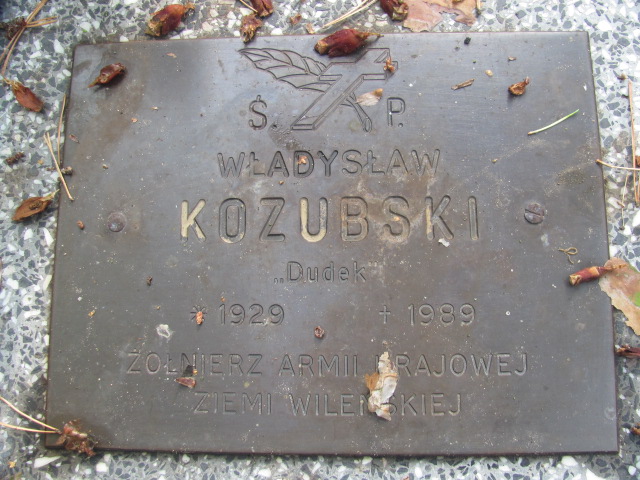 Ś. P.
WŁADYSŁAW
KOZUBSKI
„Dudek"
* 1929 + 1989
ŻOŁNIERZ ARMII KRAJOWEJ
ZIEMI WILEŃSKIEJ